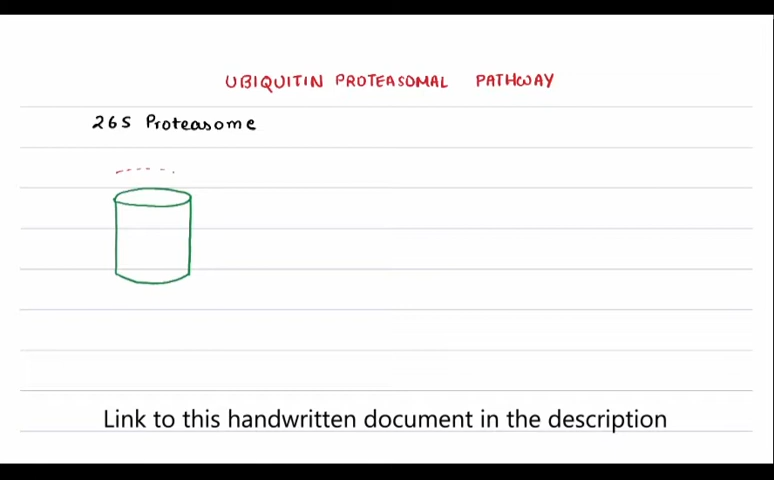 UBIQUITIN PROTEASOMAL PATHWAY
26S Proteasome
Link to this handwritten document in the description